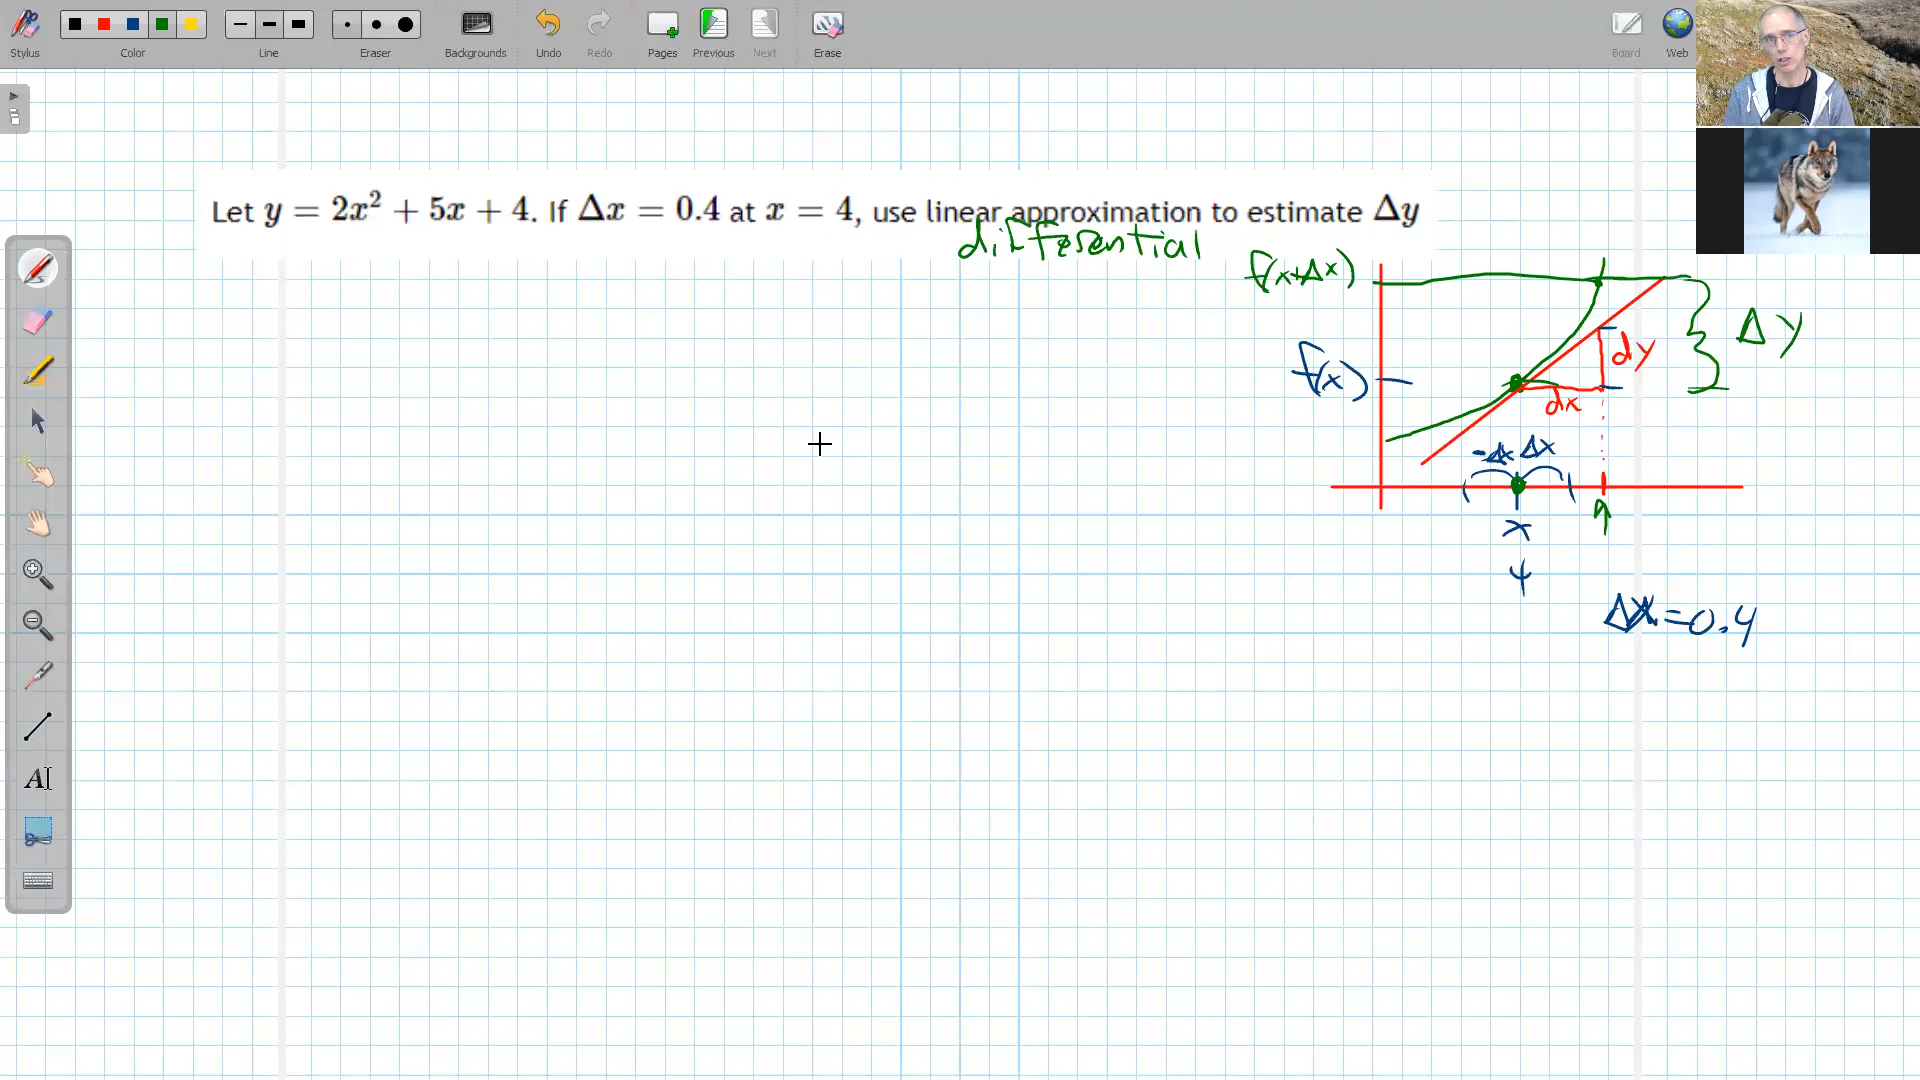 Stylus
Color
Line
Eraser
Backgrounds
Undo
Redo
Pages
Previous
Next
Erase
Board
Web
Let y = 2x² + 5x + 4. If Δx = 0.4 at x = 4, use linear approximation to estimate Δy
differential
f(x+Δx)
Δy
f(x)
dy
dx
-Δx Δx
x
4
Δx=0.4